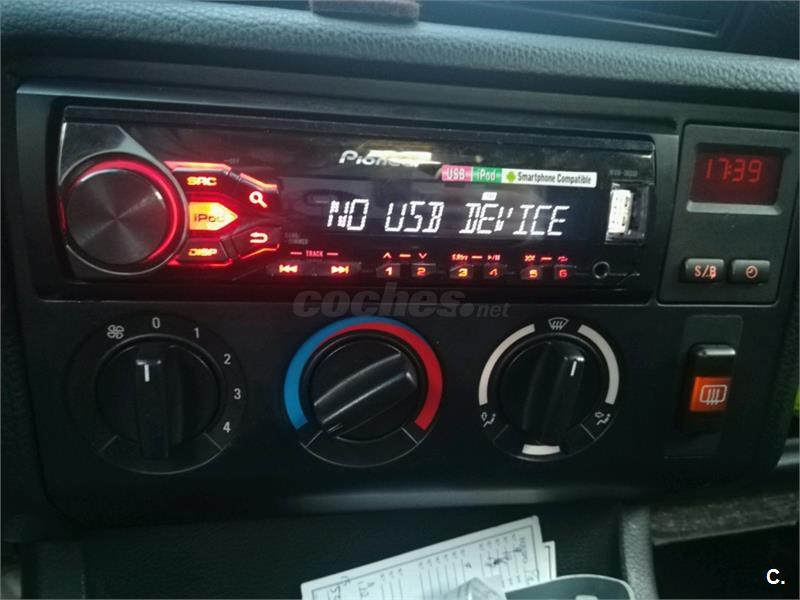 Pioneer
OFF
USB iPod Smartphone Compatible
SRC
iPod
DISP
NO USB DEVICE
17:39
TRACK
1 2 3 4 5 6
S/B
coches.net
0
1
2
3
4
C.